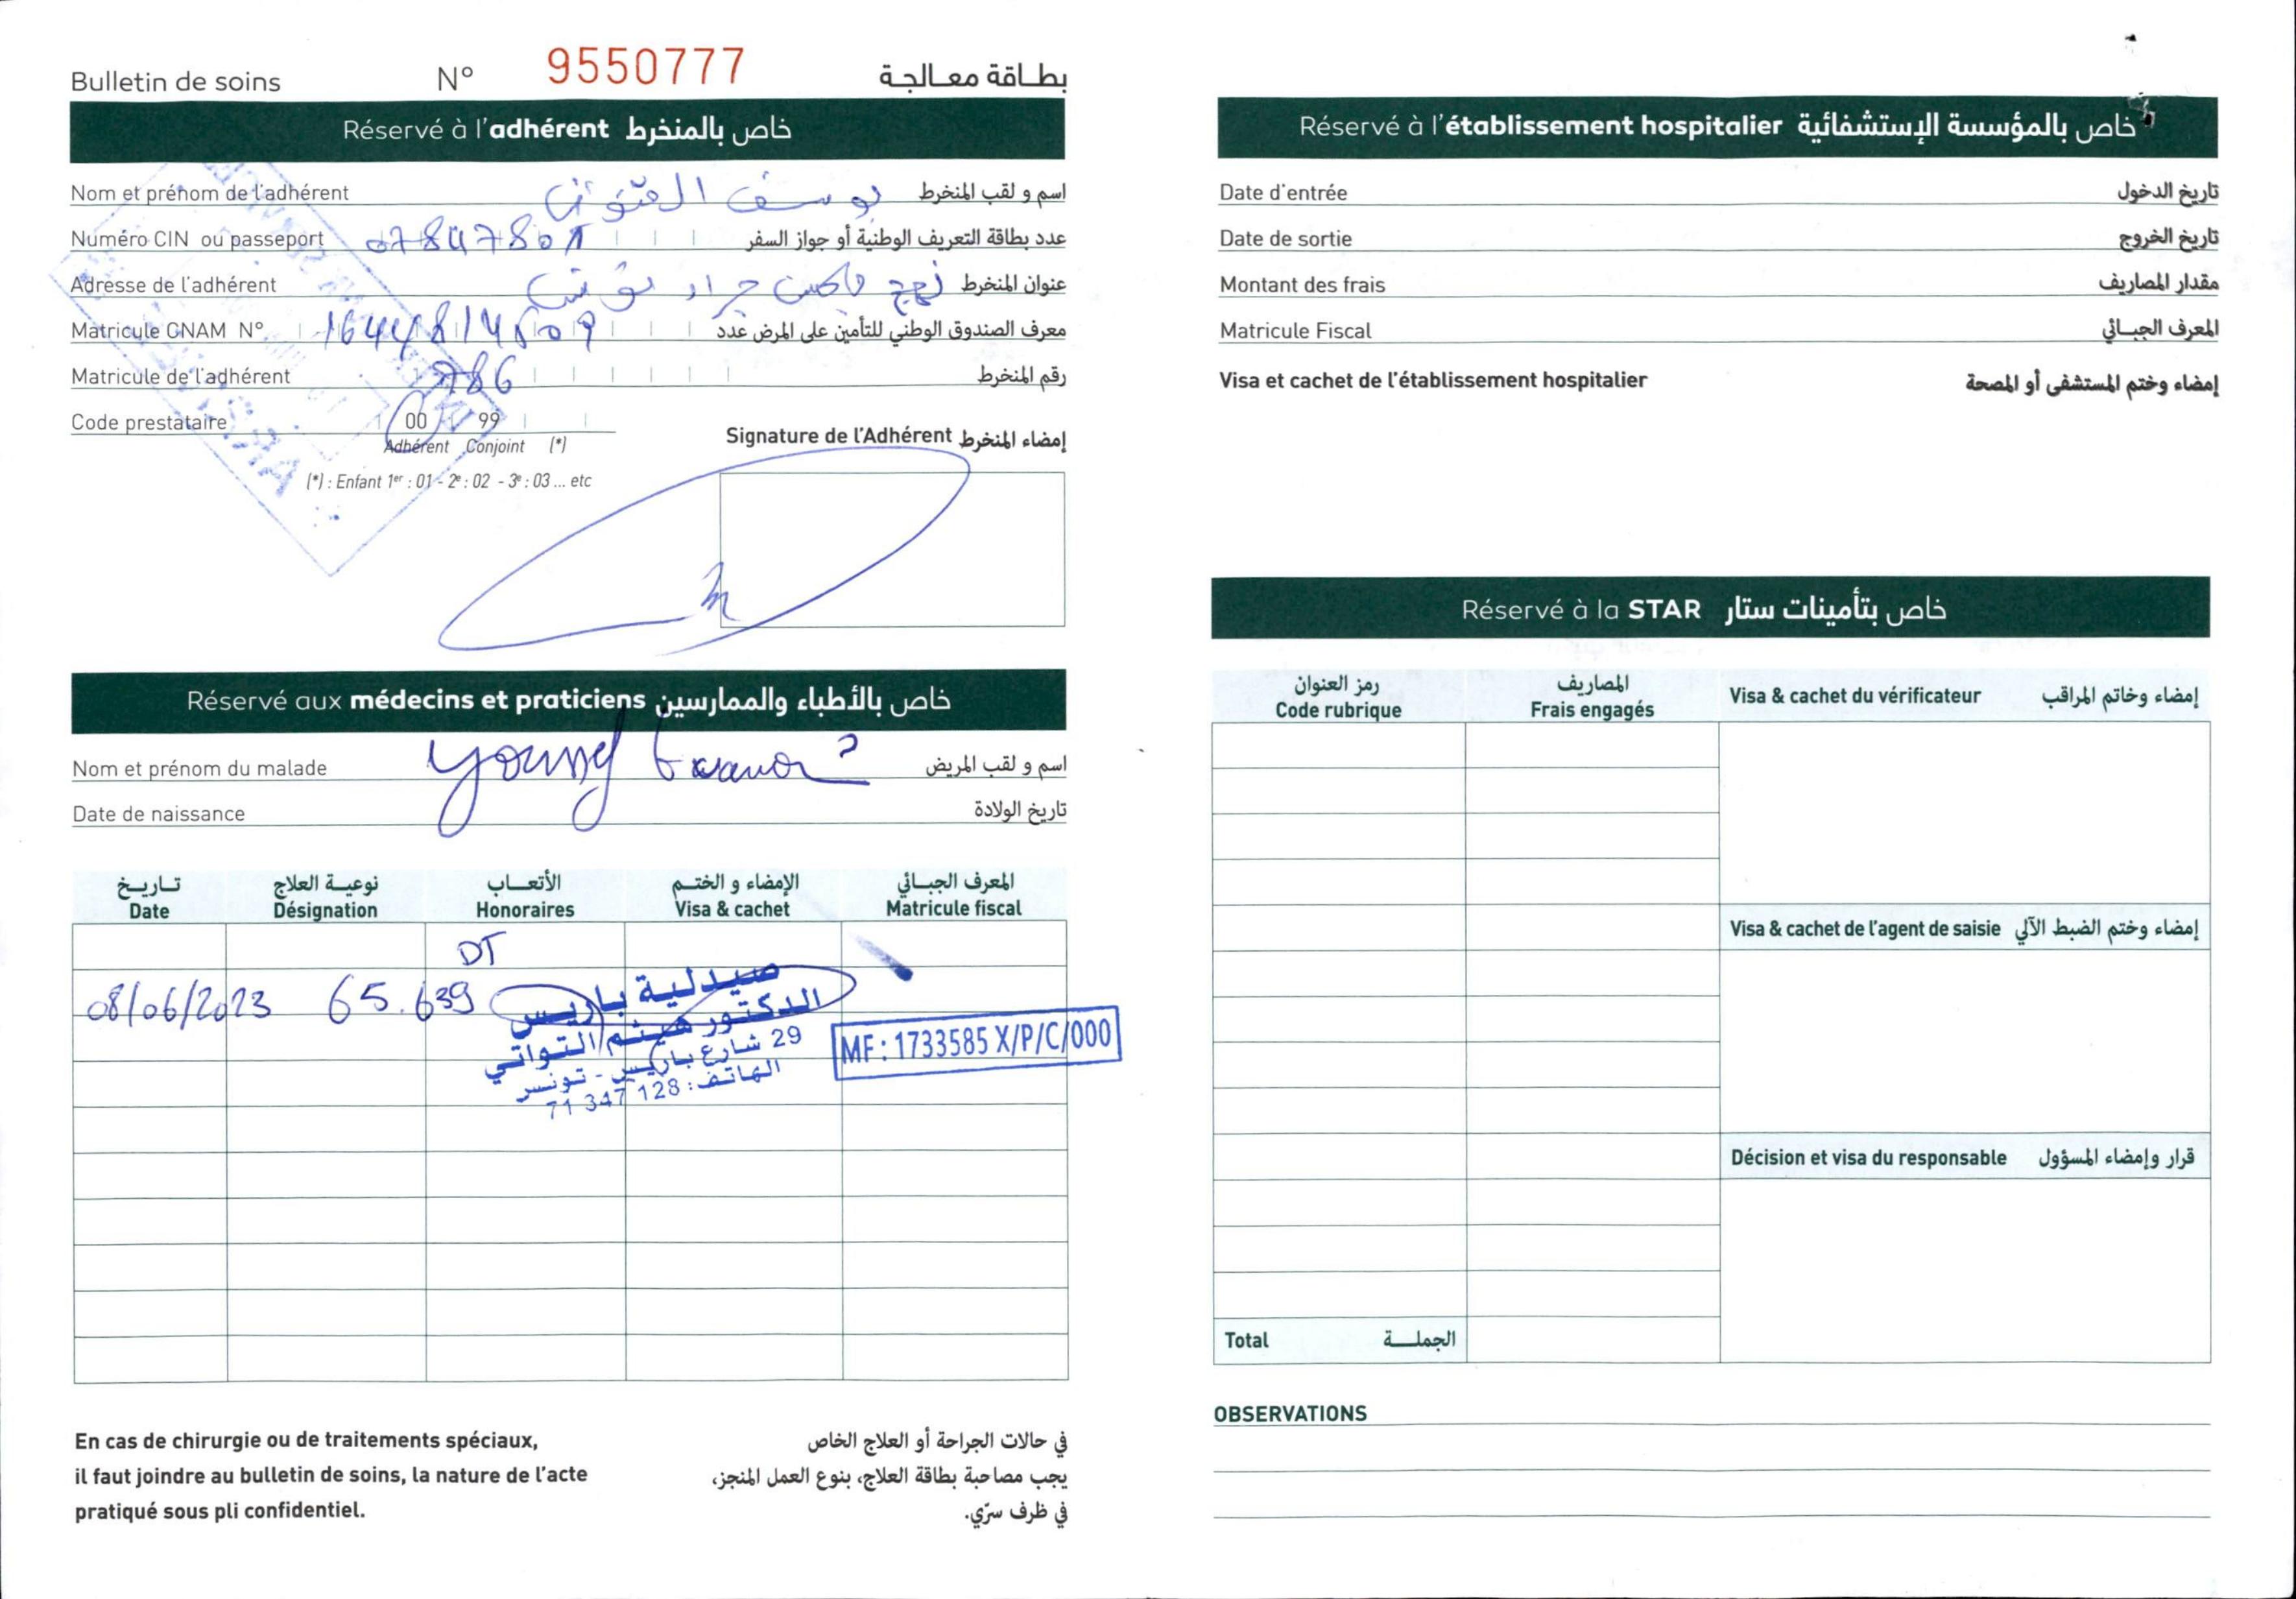 Bulletin de soins N° 9550777 بطاقة معالجة
Réservé à l'adhérent خاص بالمنخرط
Nom et prénom de l'adhérent يوسف اسم و لقب المنخرط
Numéro CIN ou passeport 07847801 عدد بطاقة التعريف الوطنية أو جواز السفر
Adresse de l'adhérent نهج تونس عنوان المنخرط
Matricule CNAM N° معرف الصندوق الوطني للتأمين على المرض عدد
Matricule de l'adhérent 786 رقم المنخرط
Code prestataire 00 99
Adhérent Conjoint (*)
(*) : Enfant 1er : 01 - 2e : 02 - 3e : 03 ... etc
Signature de l'Adhérent إمضاء المنخرط
Réservé aux médecins et praticiens خاص بالأطباء والممارسين
Nom et prénom du malade Youssef اسم و لقب المريض
Date de naissance تاريخ الولادة
تاريخ نوعية العلاج الأتعاب الإمضاء و الختم المعرف الجبائي
Date Désignation Honoraires Visa & cachet Matricule fiscal
DT
08/06/2023 65.639
صيدلية باريس
الدكتور هيثم التواتي
29 شارع باريس - تونس
الهاتف: 71 347 128
MF: 1733585 X/P/C/000
En cas de chirurgie ou de traitements spéciaux,
il faut joindre au bulletin de soins, la nature de l'acte
pratiqué sous pli confidentiel.
في حالات الجراحة أو العلاج الخاص
يجب مصاحبة بطاقة العلاج، بنوع العمل المنجز،
في ظرف سرّي.
Réservé à l'établissement hospitalier خاص بالمؤسسة الإستشفائية
Date d'entrée تاريخ الدخول
Date de sortie تاريخ الخروج
Montant des frais مقدار المصاريف
Matricule Fiscal المعرف الجبائي
Visa et cachet de l'établissement hospitalier إمضاء وختم المستشفى أو المصحة
Réservé à la STAR خاص بتأمينات ستار
رمز العنوان المصاريف
Code rubrique Frais engagés Visa & cachet du vérificateur إمضاء وخاتم المراقب
Visa & cachet de l'agent de saisie إمضاء وختم الضبط الآلي
Décision et visa du responsable قرار وإمضاء المسؤول
Total الجملة
OBSERVATIONS